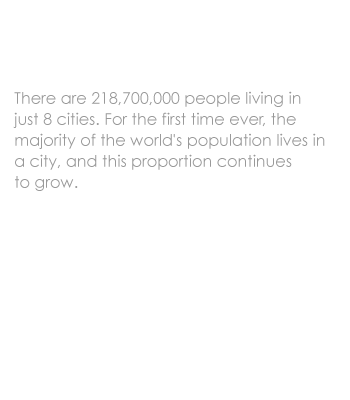 There are 218,700,000 people living in
just 8 cities. For the first time ever, the
majority of the world's population lives in
a city, and this proportion continues
to grow.